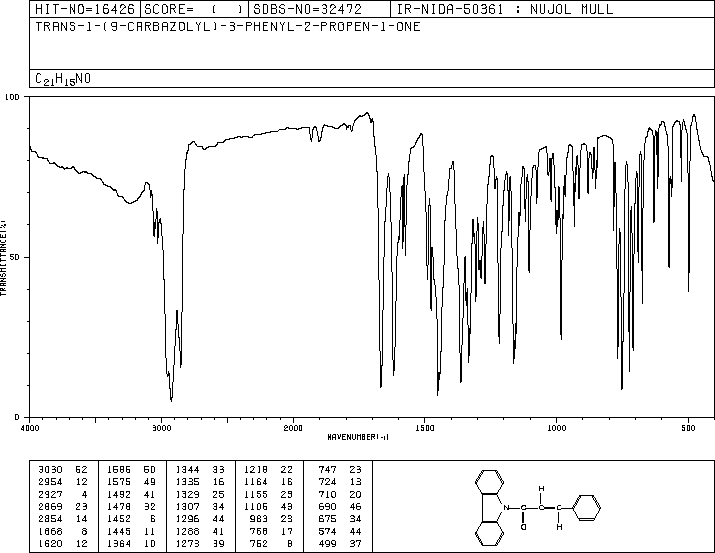 HIT-NO=16426 SCORE= ( ) SDBS-NO=32472 IR-NIDA-50361 : NUJOL MULL
TRANS-1-(9-CARBAZOLYL)-3-PHENYL-2-PROPEN-1-ONE
C21H15NO
100
50
0
TRANSMITTANCE(%)
4000 3000 2000 1500 1000 500
WAVENUMBER(-1)
3030 62 1586 50 1344 33 1218 22 747 23
2954 12 1575 49 1335 16 1164 16 724 13
2927 4 1492 41 1329 25 1155 29 710 20
2869 23 1478 32 1307 34 1106 43 690 46
2854 14 1452 6 1296 44 983 23 675 34
1668 8 1445 11 1288 41 768 17 574 44
1620 12 1364 10 1273 39 752 8 499 37
H
N C C C
O H